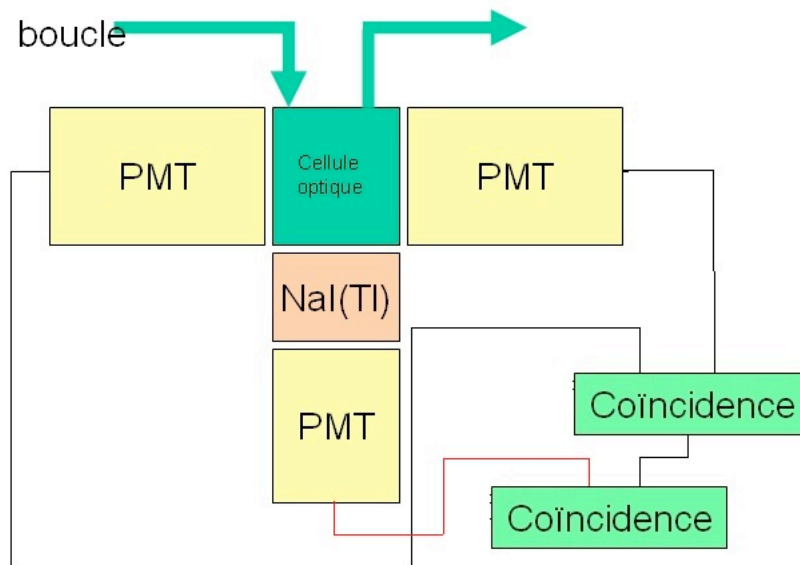 boucle
PMT
Cellule
optique
PMT
NaI(Tl)
PMT
Coïncidence
Coïncidence